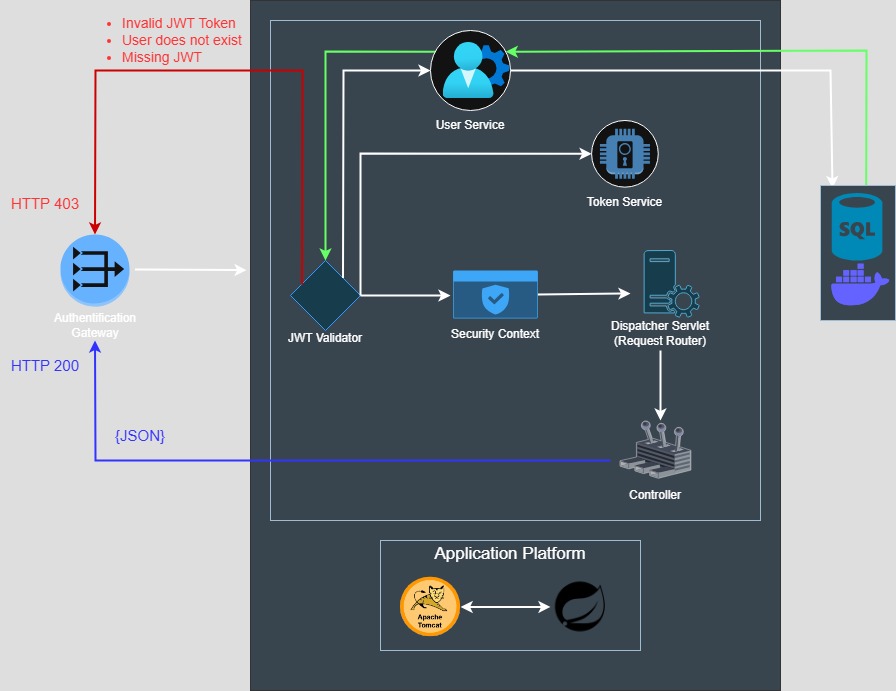 Invalid JWT Token
User does not exist
Missing JWT
User Service
Token Service
HTTP 403
SQL
Authentification
Gateway
JWT Validator
Security Context
Dispatcher Servlet
(Request Router)
HTTP 200
{JSON}
Controller
Application Platform
Apache
Tomcat